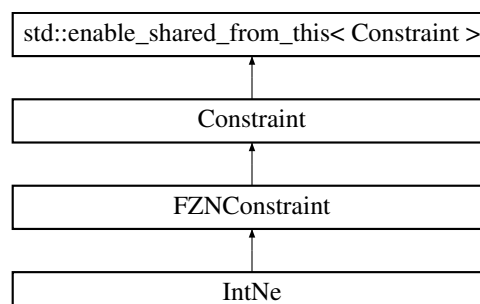 std::enable_shared_from_this< Constraint >
Constraint
FZNConstraint
IntNe